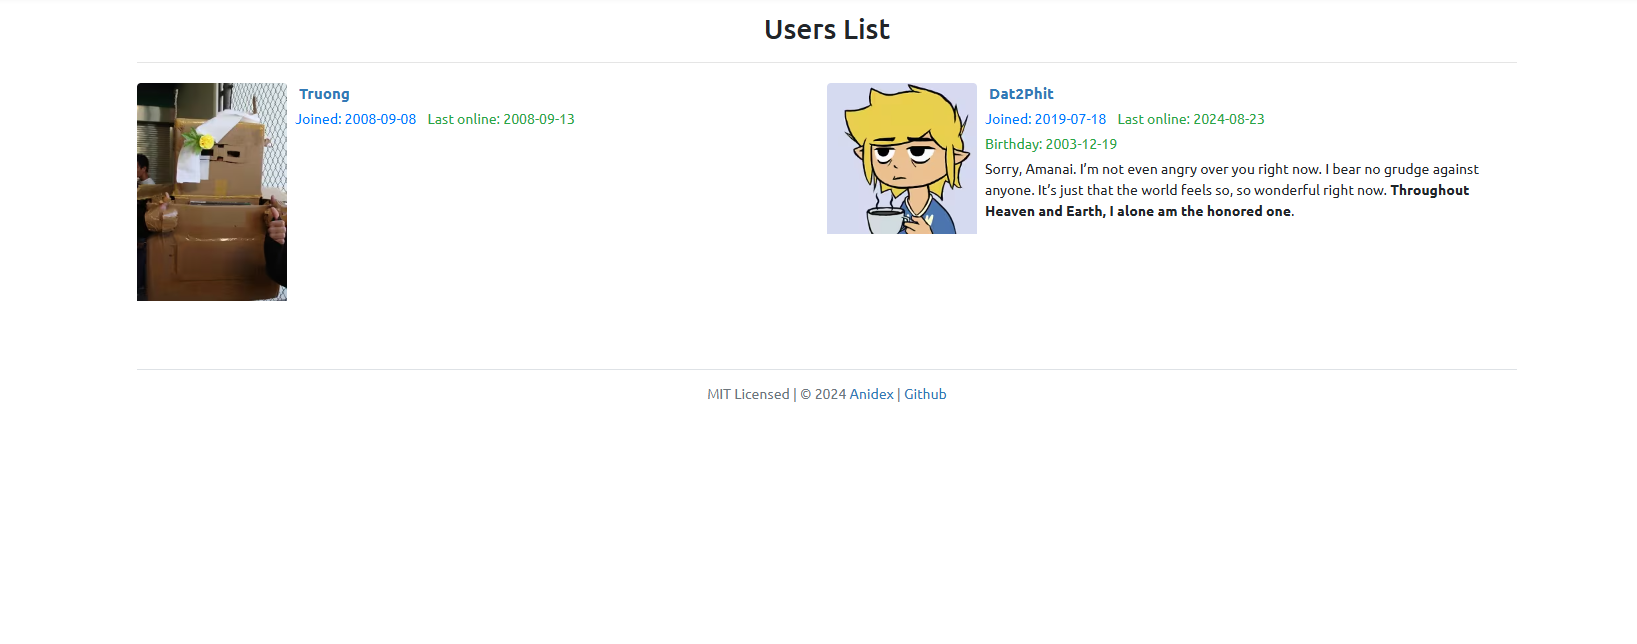 Users List
Truong
Joined: 2008-09-08 Last online: 2008-09-13
Dat2Phit
Joined: 2019-07-18 Last online: 2024-08-23
Birthday: 2003-12-19
Sorry, Amanai. I’m not even angry over you right now. I bear no grudge against
anyone. It’s just that the world feels so, so wonderful right now. Throughout
Heaven and Earth, I alone am the honored one.
MIT Licensed | © 2024 Anidex | Github